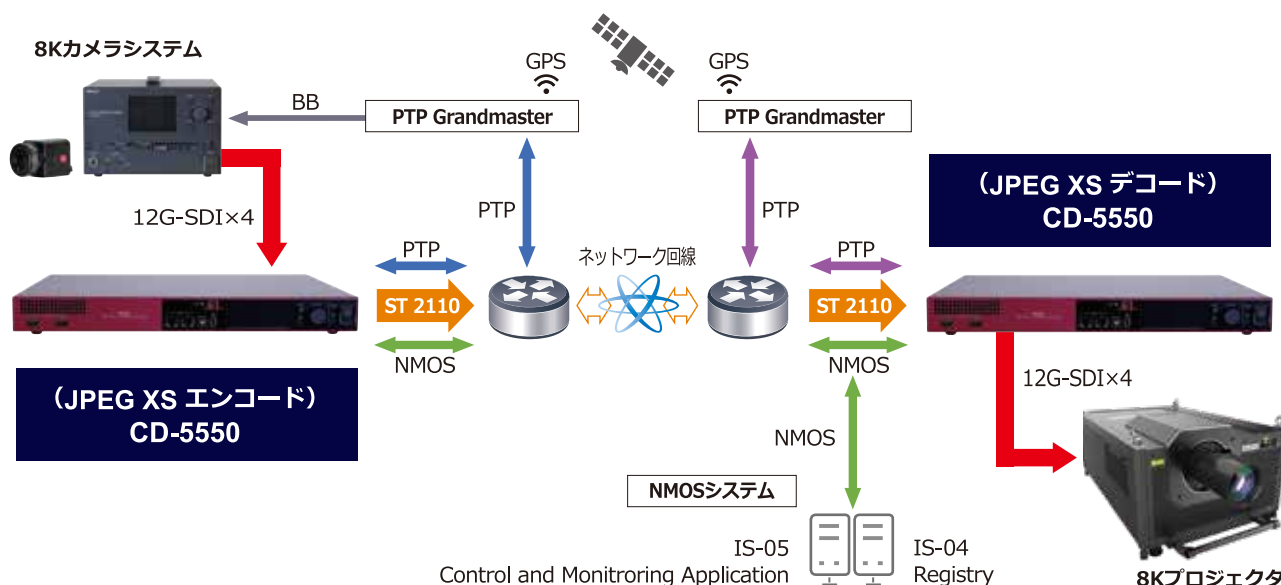 8Kカメラシステム
GPS
GPS
BB
PTP Grandmaster
PTP Grandmaster
12G-SDI×4
PTP
PTP
(JPEG XS デコード)
CD-5550
PTP
ネットワーク回線
PTP
ST 2110
ST 2110
NMOS
NMOS
(JPEG XS エンコード)
CD-5550
12G-SDI×4
NMOS
NMOSシステム
IS-05
Control and Monitroring Application
IS-04
Registry
8Kプロジェクタ